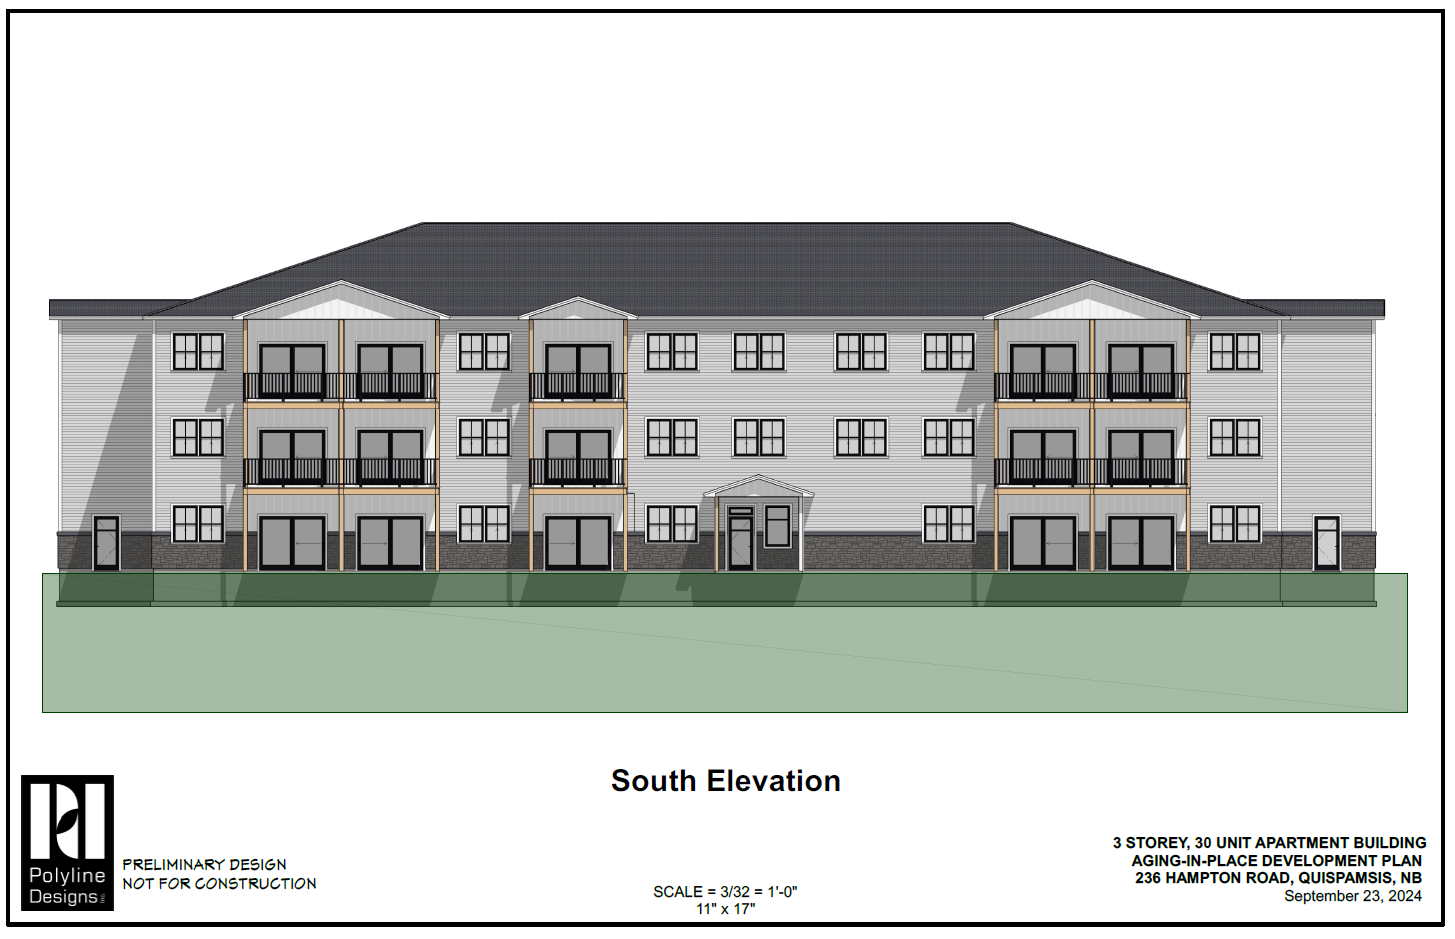 South Elevation
Polyline
Designs Inc.
PRELIMINARY DESIGN
NOT FOR CONSTRUCTION
SCALE = 3/32 = 1'-0"
11" x 17"
3 STOREY, 30 UNIT APARTMENT BUILDING
AGING-IN-PLACE DEVELOPMENT PLAN
236 HAMPTON ROAD, QUISPAMSIS, NB
September 23, 2024